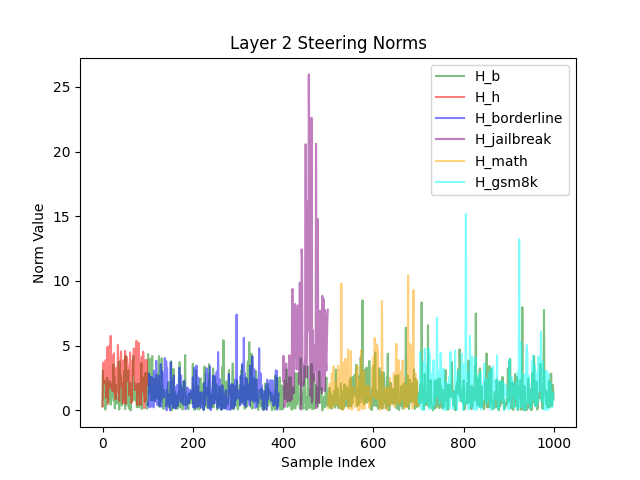 Layer 2 Steering Norms
25
20
15
10
5
0
Norm Value
0
200
400
600
800
1000
Sample Index
H_b
H_h
H_borderline
H_jailbreak
H_math
H_gsm8k